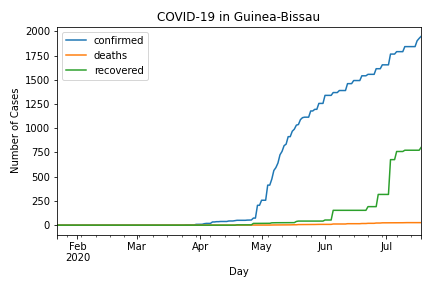 COVID-19 in Guinea-Bissau
confirmed
deaths
recovered
Number of Cases
2000
1750
1500
1250
1000
750
500
250
0
Feb
2020
Mar
Apr
May
Jun
Jul
Day